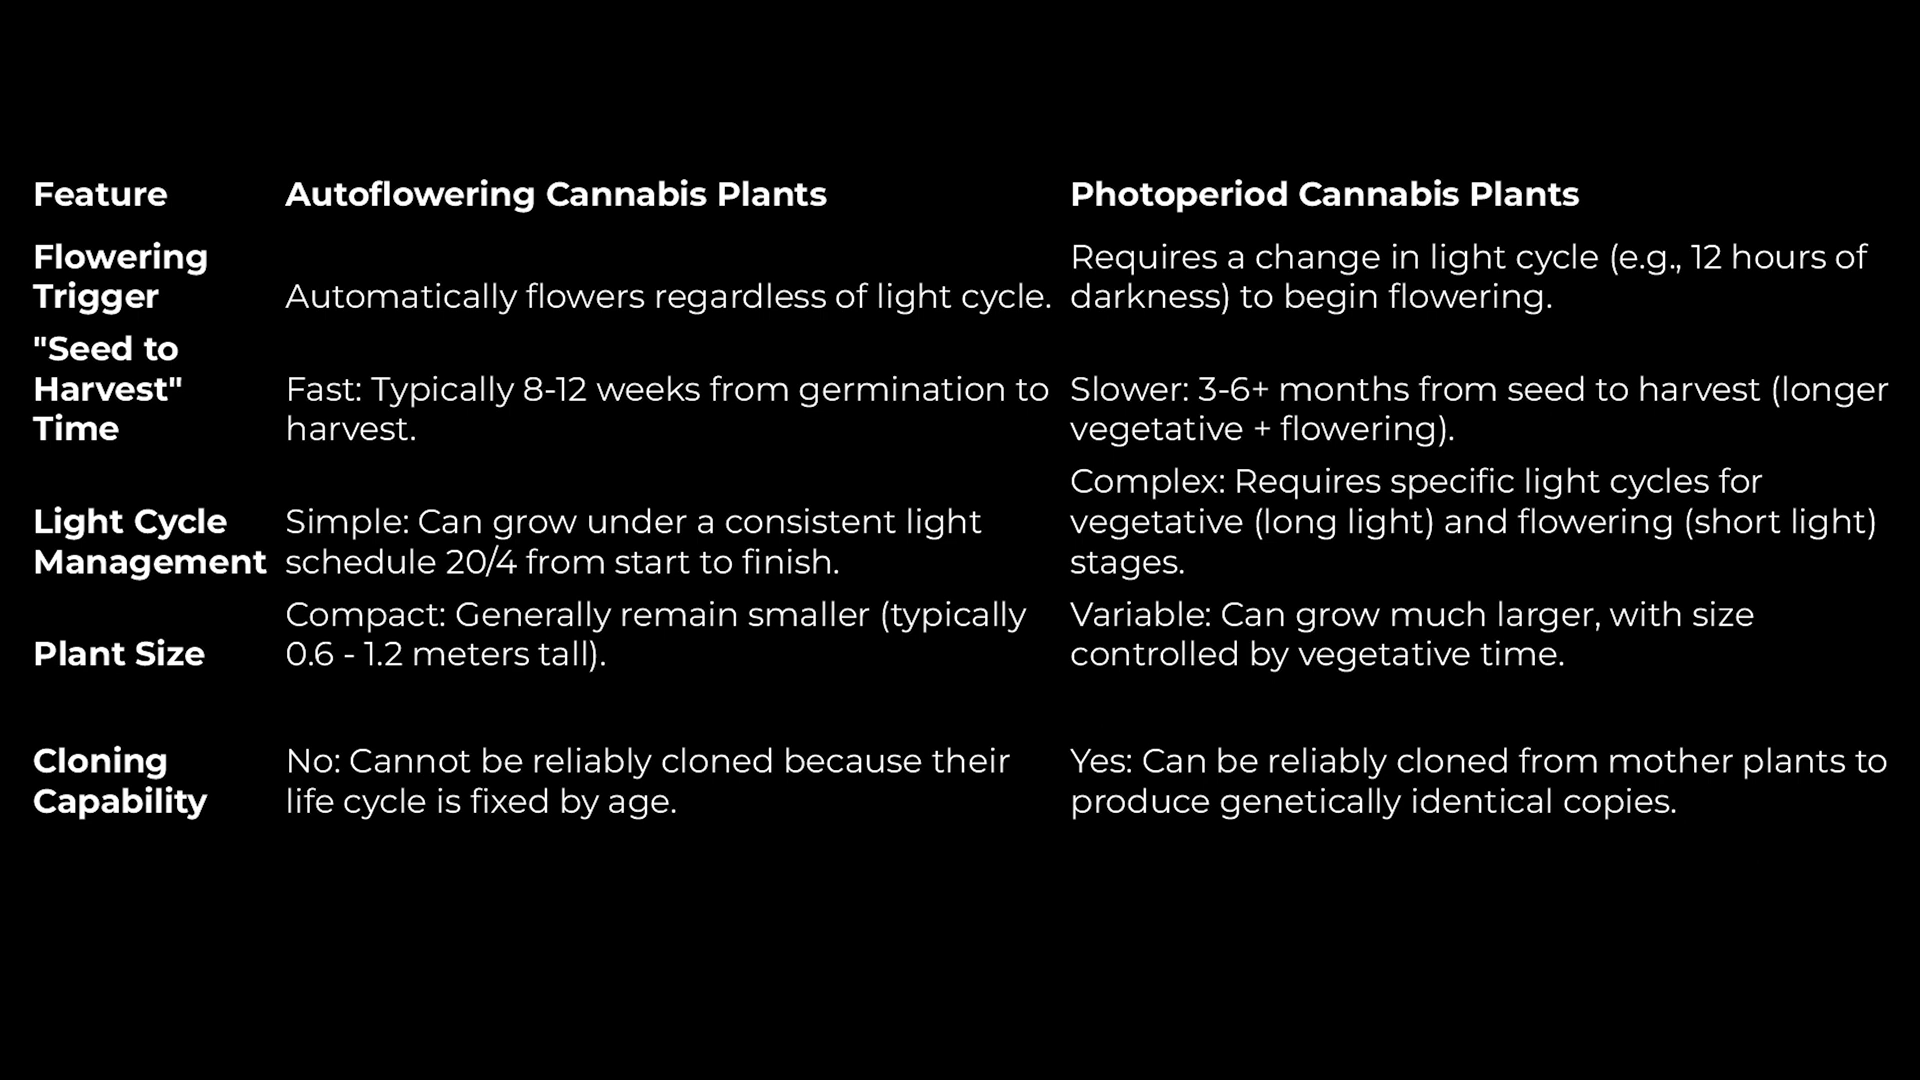 Feature Autoflowering Cannabis Plants Photoperiod Cannabis Plants
Flowering
Trigger
Automatically flowers regardless of light cycle.
Requires a change in light cycle (e.g., 12 hours of
darkness) to begin flowering.
"Seed to
Harvest"
Time
Fast: Typically 8-12 weeks from germination to
harvest.
Slower: 3-6+ months from seed to harvest (longer
vegetative + flowering).
Light Cycle
Management
Simple: Can grow under a consistent light
schedule 20/4 from start to finish.
Complex: Requires specific light cycles for
vegetative (long light) and flowering (short light)
stages.
Plant Size
Compact: Generally remain smaller (typically
0.6 - 1.2 meters tall).
Variable: Can grow much larger, with size
controlled by vegetative time.
Cloning
Capability
No: Cannot be reliably cloned because their
life cycle is fixed by age.
Yes: Can be reliably cloned from mother plants to
produce genetically identical copies.